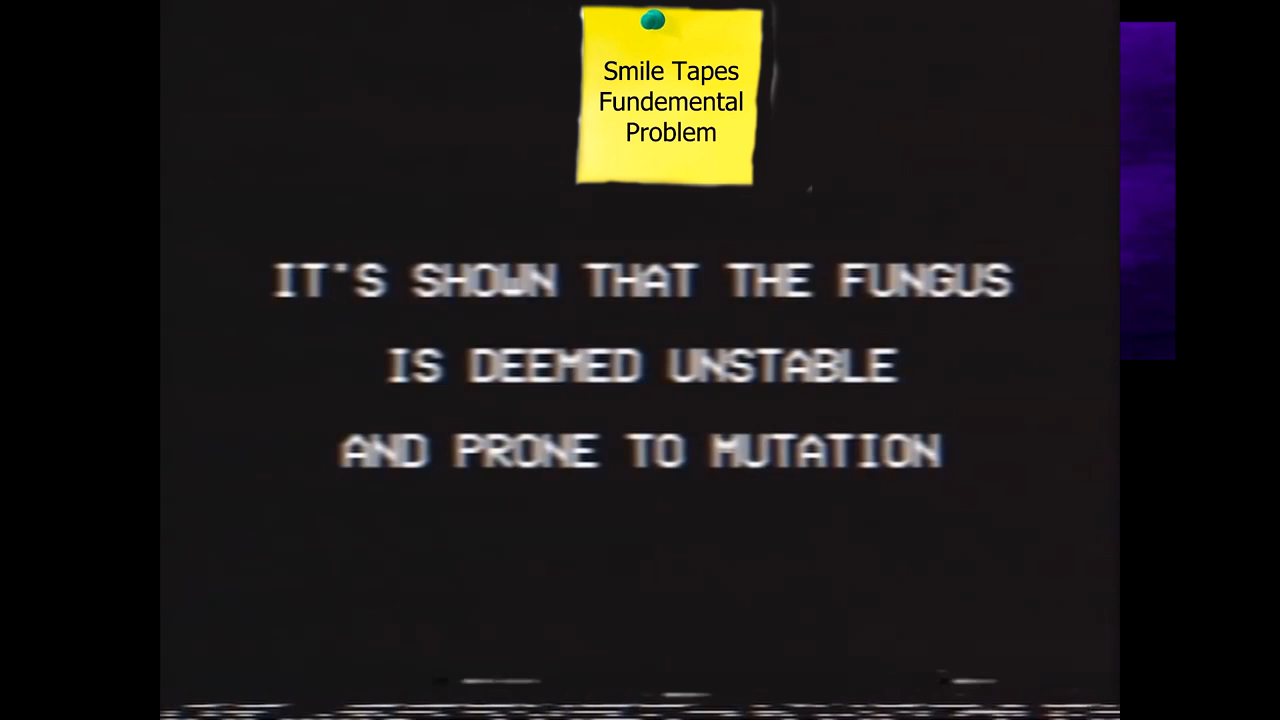 Smile Tapes
Fundemental
Problem
IT'S SHOWN THAT THE FUNGUS
IS DEEMED UNSTABLE
AND PRONE TO MUTATION